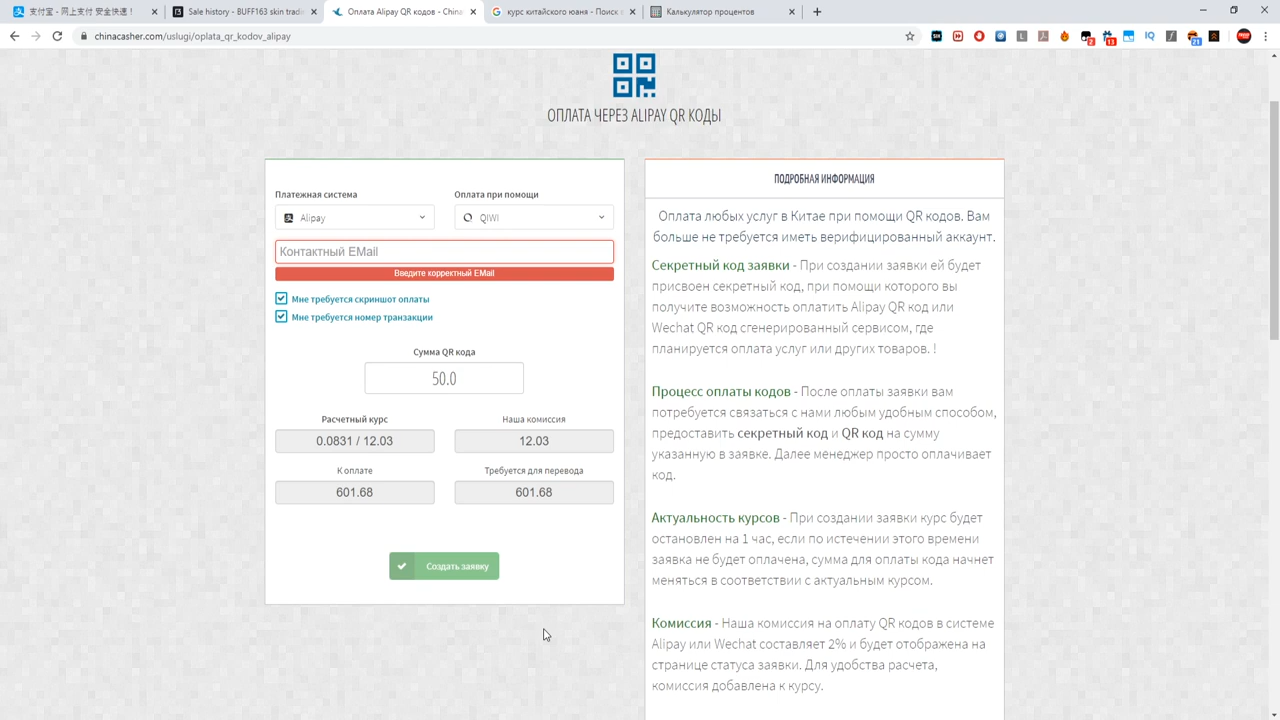 支付宝 - 网上支付 安全快速！
Sale history - BUFF163 skin tradi
Оплата Alipay QR кодов - China
курс китайского юаня - Поиск в
Калькулятор процентов
chinacasher.com/uslugi/oplata_qr_kodov_alipay
2
13
IQ
21
ОПЛАТА ЧЕРЕЗ ALIPAY QR КОДЫ
Платежная система
Оплата при помощи
Alipay
QIWI
Контактный EMail
Введите корректный EMail
Мне требуется скриншот оплаты
Мне требуется номер транзакции
Сумма QR кода
50.0
Расчетный курс
Наша комиссия
0.0831 / 12.03
12.03
К оплате
Требуется для перевода
601.68
601.68
Создать заявку
ПОДРОБНАЯ ИНФОРМАЦИЯ
Оплата любых услуг в Китае при помощи QR кодов. Вам
больше не требуется иметь верифицированный аккаунт.
Секретный код заявки - При создании заявки ей будет
присвоен секретный код, при помощи которого вы
получите возможность оплатить Alipay QR код или
Wechat QR код сгенерированный сервисом, где
планируется оплата услуг или других товаров. !
Процесс оплаты кодов - После оплаты заявки вам
потребуется связаться с нами любым удобным способом,
предоставить секретный код и QR код на сумму
указанную в заявке. Далее менеджер просто оплачивает
код.
Актуальность курсов - При создании заявки курс будет
остановлен на 1 час, если по истечении этого времени
заявка не будет оплачена, сумма для оплаты кода начнет
меняться в соответствии с актуальным курсом.
Комиссия - Наша комиссия на оплату QR кодов в системе
Alipay или Wechat составляет 2% и будет отображена на
странице статуса заявки. Для удобства расчета,
комиссия добавлена к курсу.